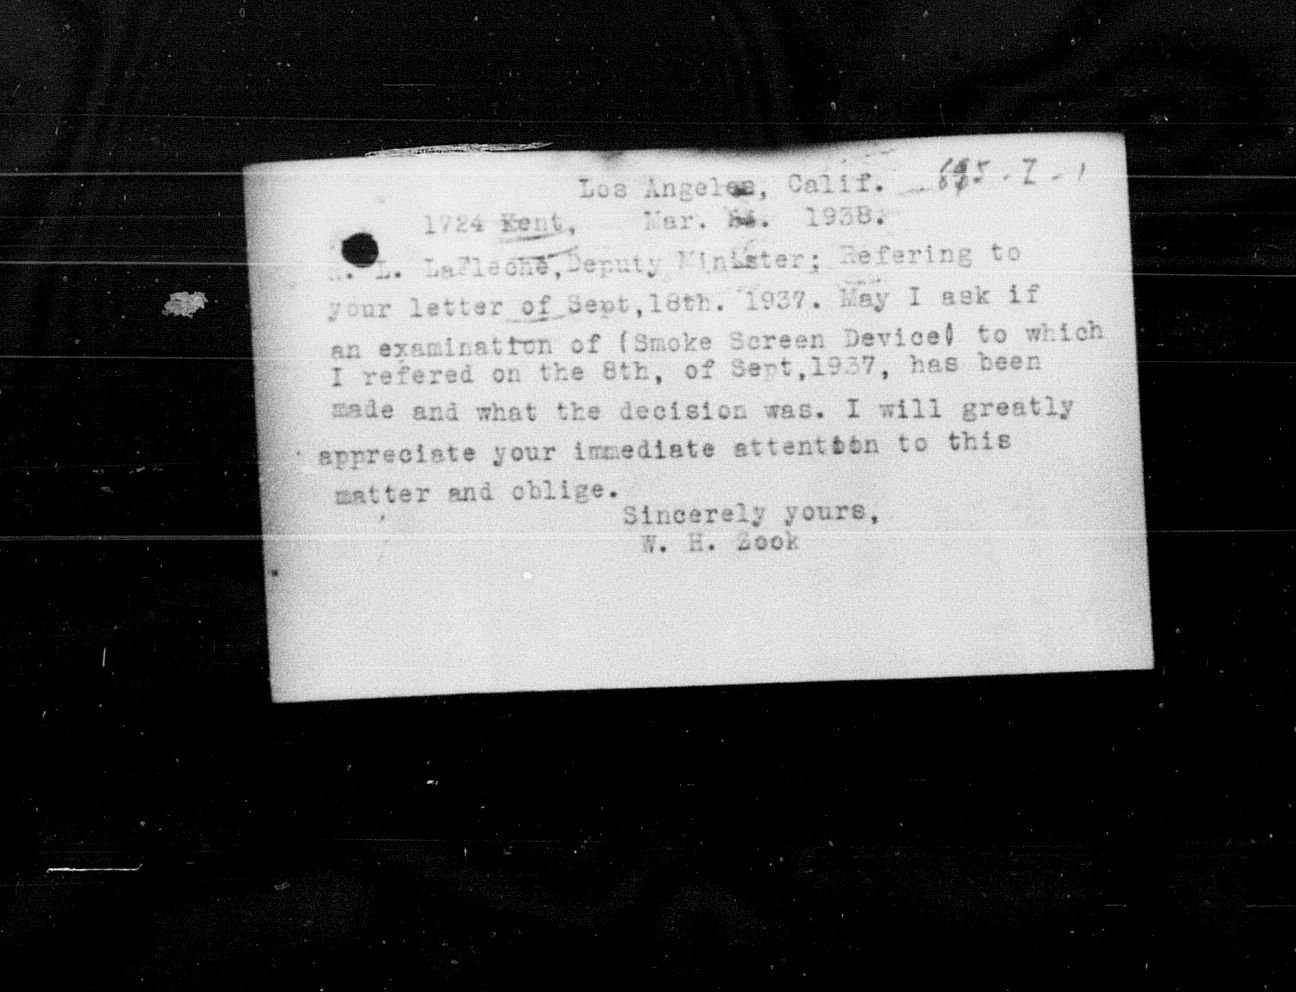 Los Angeles, Calif.
1724 Kent, Mar. 1938.
L. LaFleche, Deputy Minister; Refering to
your letter of Sept,18th. 1937. May I ask if
an examination of (Smoke Screen Device) to which
I refered on the 8th, of Sept,1937, has been
made and what the decision was. I will greatly
appreciate your immediate attention to this
matter and oblige.
Sincerely yours,
W. H. Zook